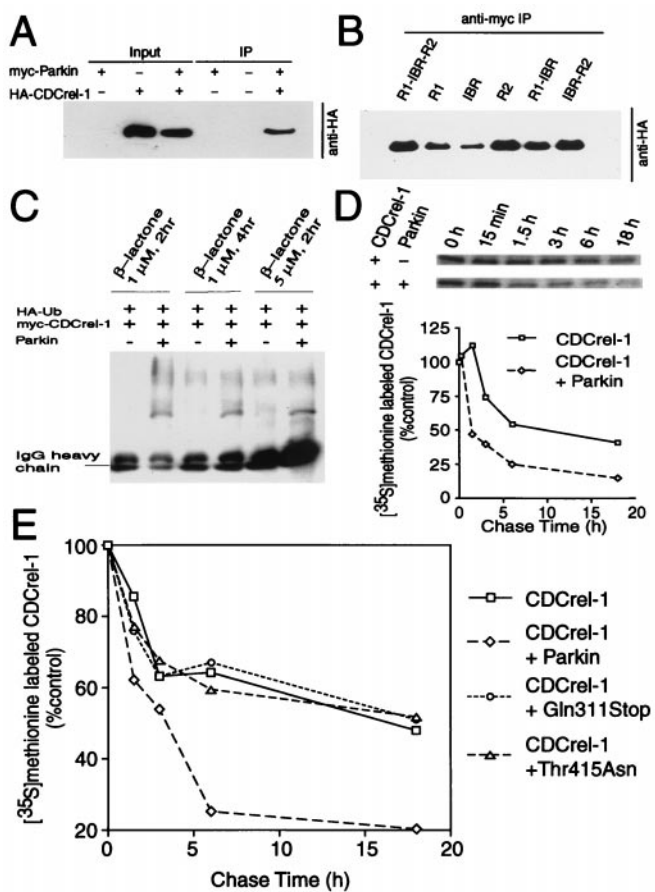 A
Input
IP
myc-Parkin + – + + – +
HA-CDCrel-1 – + + – + +
anti-HA
B
anti-myc IP
R1-IBR-R2
R1
IBR
R2
R1-IBR
IBR-R2
anti-HA
C
β–lactone
1 μM, 2hr
β–lactone
1 μM, 4hr
β–lactone
5 μM, 2hr
HA-Ub + + + + + +
myc-CDCrel-1 + + + + + +
Parkin - + - + - +
IgG heavy
chain
D
CDCrel-1
Parkin
0 h
15 min
1.5 h
3 h
6 h
18 h
+ –
+ +
[35S]methionine labeled CDCrel-1
(%control)
125
100
75
50
25
0
0 5 10 15 20
Chase Time (h)
CDCrel-1
CDCrel-1
+ Parkin
E
[35S]methionine labeled CDCrel-1
(%control)
100
80
60
40
20
0 5 10 15 20
Chase Time (h)
CDCrel-1
CDCrel-1
+ Parkin
CDCrel-1
+ Gln311Stop
CDCrel-1
+Thr415Asn